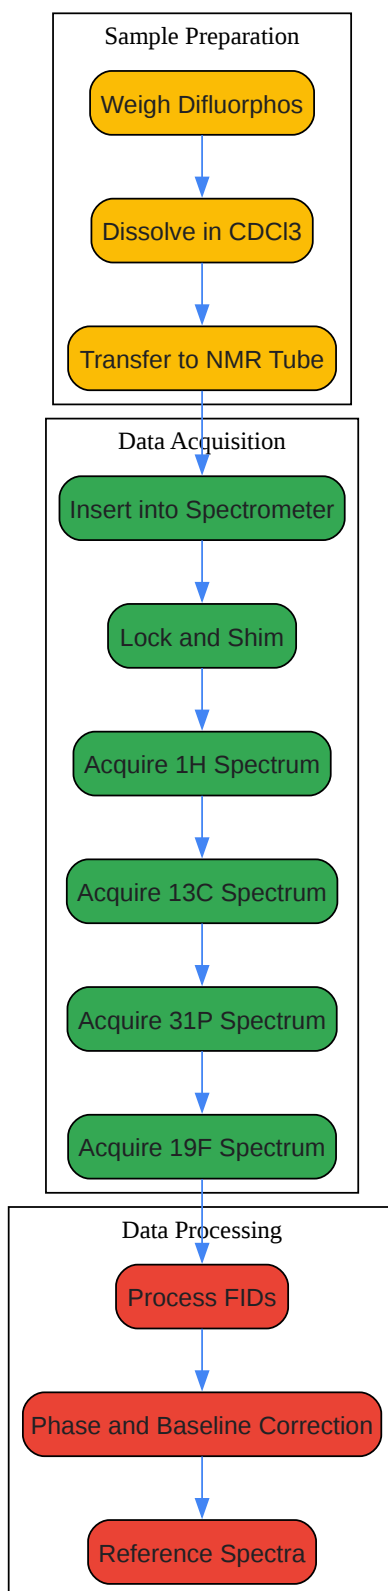 Sample Preparation
Weigh Difluorphos
Dissolve in CDCl3
Transfer to NMR Tube
Data Acquisition
Insert into Spectrometer
Lock and Shim
Acquire 1H Spectrum
Acquire 13C Spectrum
Acquire 31P Spectrum
Acquire 19F Spectrum
Data Processing
Process FIDs
Phase and Baseline Correction
Reference Spectra